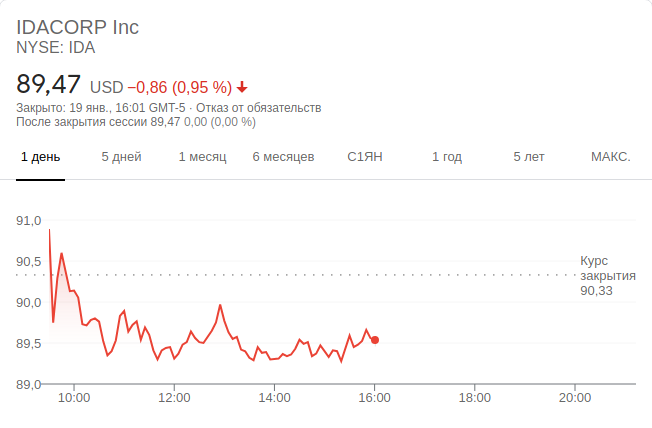 IDACORP Inc
NYSE: IDA
89,47 USD −0,86 (0,95 %)
Закрыто: 19 янв., 16:01 GMT-5 · Отказ от обязательств
После закрытия сессии 89,47 0,00 (0,00 %)
1 день 5 дней 1 месяц 6 месяцев С1ЯН 1 год 5 лет МАКС.
91,0
90,5
90,0
89,5
89,0
Курс
закрытия
90,33
10:00 12:00 14:00 16:00 18:00 20:00